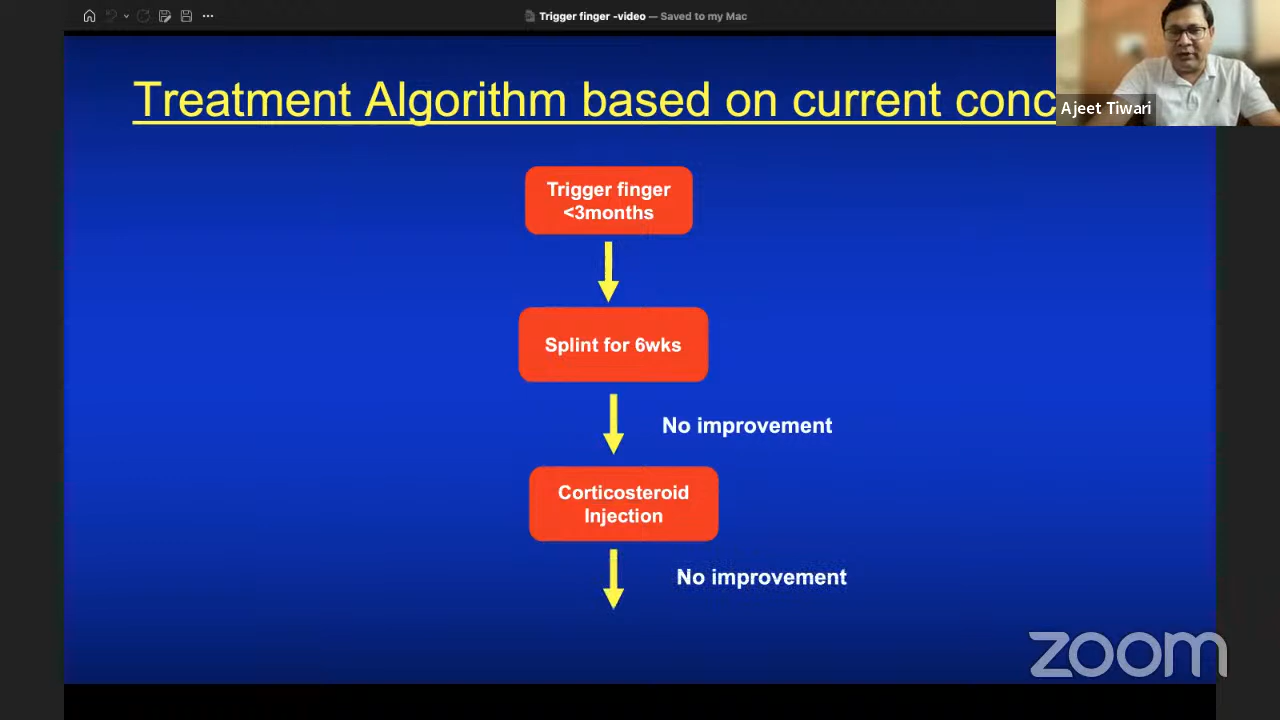 Trigger finger -video — Saved to my Mac
Treatment Algorithm based on current conc
Ajeet Tiwari
Trigger finger
<3months
Splint for 6wks
No improvement
Corticosteroid
Injection
No improvement
zoom